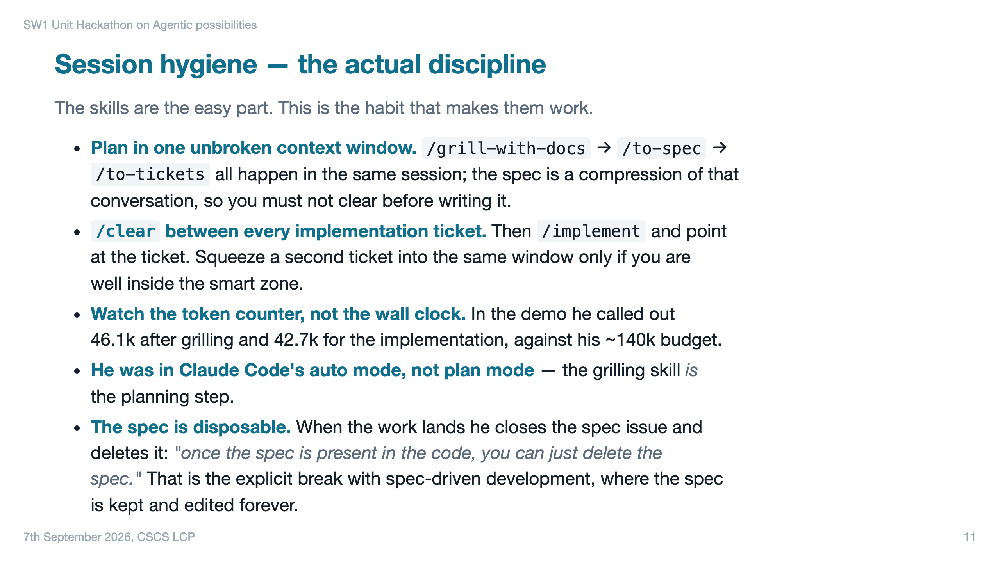 SW1 Unit Hackathon on Agentic possibilities
Session hygiene — the actual discipline
The skills are the easy part. This is the habit that makes them work.
• Plan in one unbroken context window. /grill-with-docs → /to-spec →
/to-tickets all happen in the same session; the spec is a compression of that
conversation, so you must not clear before writing it.
• /clear between every implementation ticket. Then /implement and point
at the ticket. Squeeze a second ticket into the same window only if you are
well inside the smart zone.
• Watch the token counter, not the wall clock. In the demo he called out
46.1k after grilling and 42.7k for the implementation, against his ~140k budget.
• He was in Claude Code's auto mode, not plan mode — the grilling skill is
the planning step.
• The spec is disposable. When the work lands he closes the spec issue and
deletes it: "once the spec is present in the code, you can just delete the
spec." That is the explicit break with spec-driven development, where the spec
is kept and edited forever.
7th September 2026, CSCS LCP
11